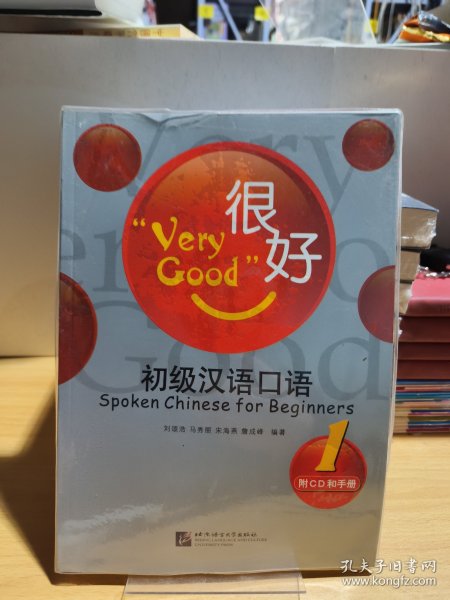 Very
很
好
“Very
Good”
Good
初级汉语口语
Spoken Chinese for Beginners
刘颂浩 马秀丽 宋海燕 詹成峰 编著
1
附CD和手册
北京语言大学出版社
BEIJING LANGUAGE AND CULTURE
UNIVERSITY PRESS
孔夫子旧书网
www.kongfz.com